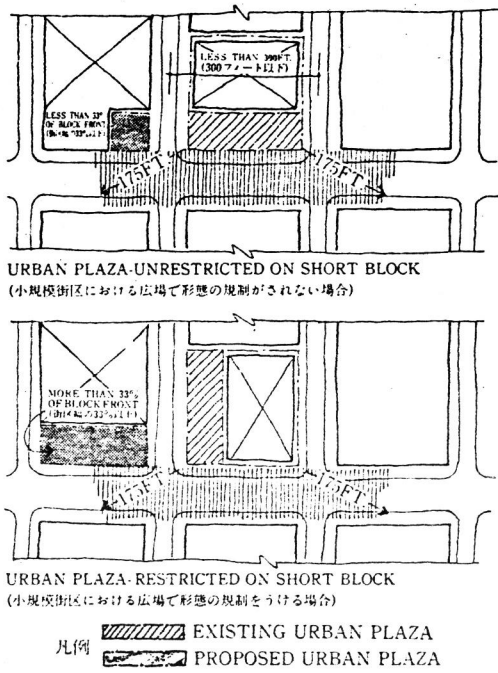 LESS THAN 300FT.
(300フィート以下)
LESS THAN 33%
OF BLOCK FRONT
175FT
175FT
URBAN PLAZA-UNRESTRICTED ON SHORT BLOCK
(小規模街区における広場で形態の規制がされない場合)
MORE THAN 33%
OF BLOCK FRONT
175FT
175FT
URBAN PLAZA-RESTRICTED ON SHORT BLOCK
(小規模街区における広場で形態の規制をうける場合)
凡例
EXISTING URBAN PLAZA
PROPOSED URBAN PLAZA